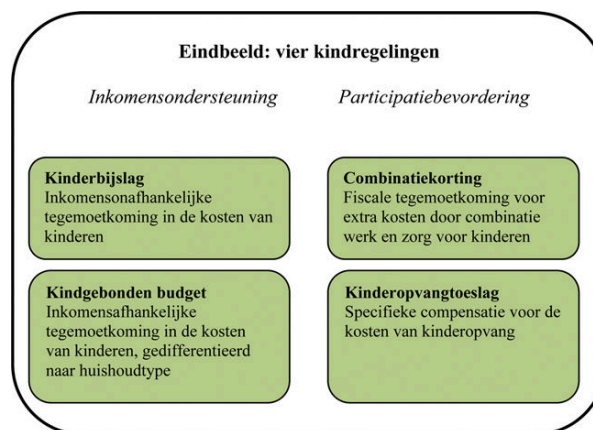 Eindbeeld: vier kindregelingen
Inkomensondersteuning
Participatiebevordering
Kinderbijslag
Inkomensonafhankelijke
tegemoetkoming in de kosten van
kinderen
Combinatiekorting
Fiscale tegemoetkoming voor
extra kosten door combinatie
werk en zorg voor kinderen
Kindgebonden budget
Inkomensafhankelijke
tegemoetkoming in de kosten
van kinderen, gedifferentieerd
naar huishoudtype
Kinderopvangtoeslag
Specifieke compensatie voor de
kosten van kinderopvang